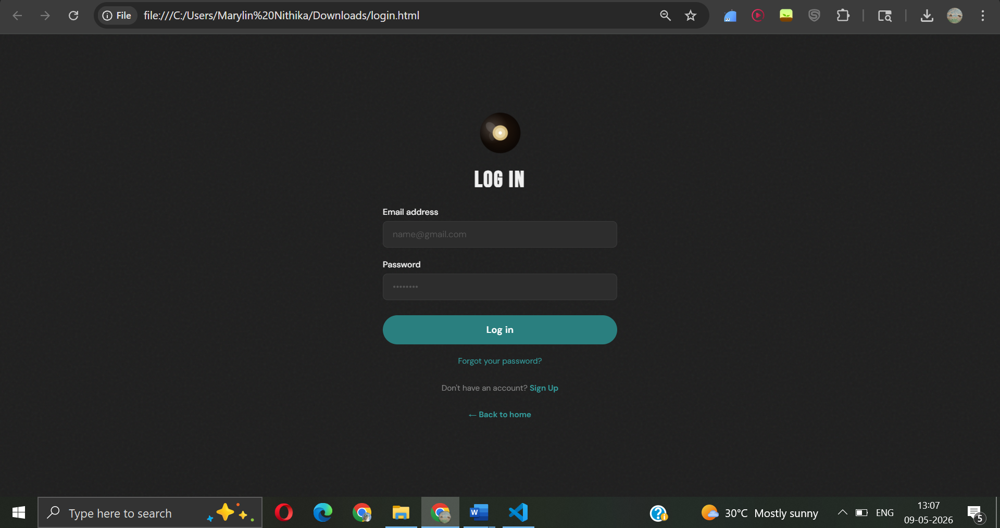 File file:///C:/Users/Marylin%20Nithika/Downloads/login.html
LOG IN
Email address
name@gmail.com
Password
••••••••
Log in
Forgot your password?
Don't have an account? Sign Up
← Back to home
Type here to search
W
30°C Mostly sunny
ENG
13:07
09-05-2026
5